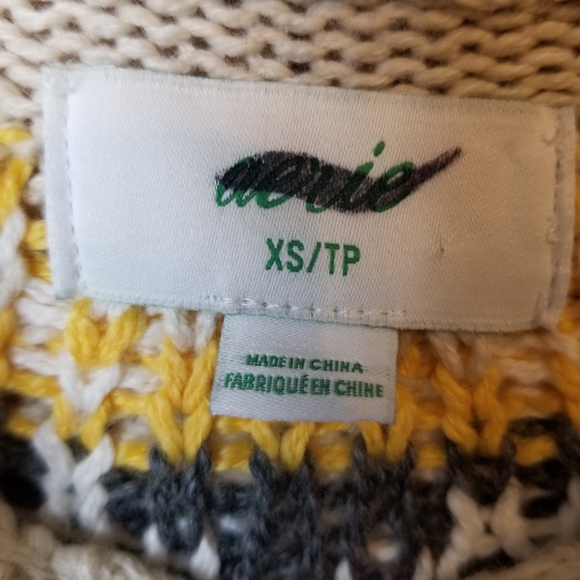 aerie
XS/TP
MADE IN CHINA
FABRIQUÉ EN CHINE